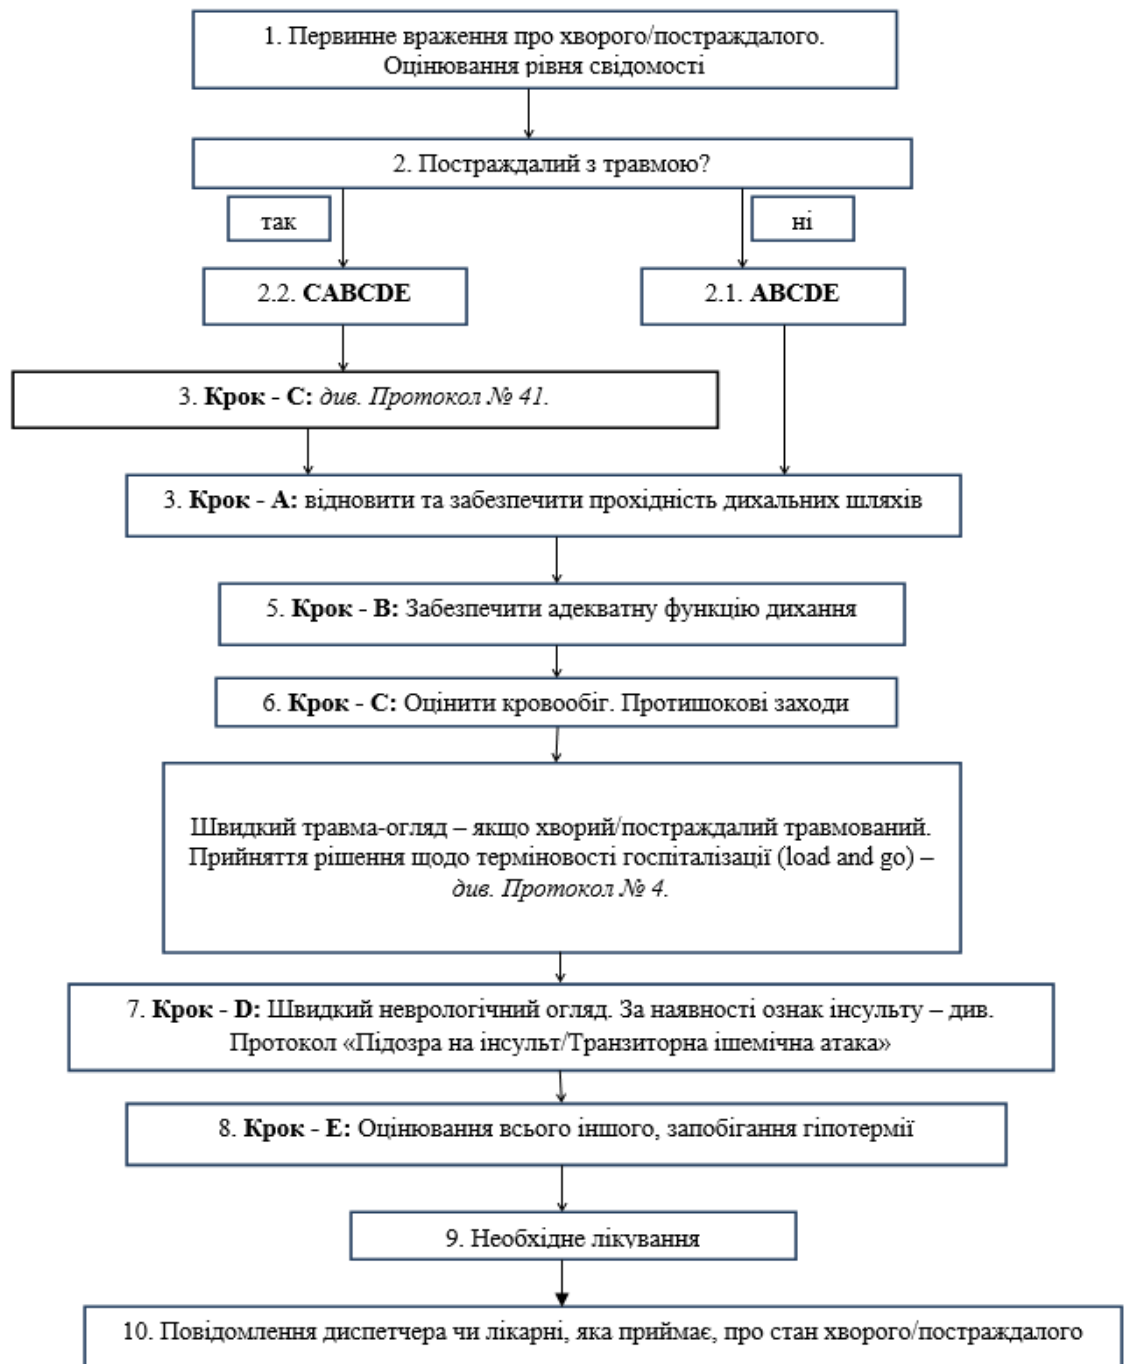 1. Первинне враження про хворого/постраждалого.
Оцінювання рівня свідомості
2. Постраждалий з травмою?
так
ні
2.2. CABCDE
2.1. ABCDE
3. Крок - С: див. Протокол № 41.
3. Крок - А: відновити та забезпечити прохідність дихальних шляхів
5. Крок - В: Забезпечити адекватну функцію дихання
6. Крок - С: Оцінити кровообіг. Протишокові заходи
Швидкий травма-огляд – якщо хворий/постраждалий травмований.
Прийняття рішення щодо терміновості госпіталізації (load and go) –
див. Протокол № 4.
7. Крок - D: Швидкий неврологічний огляд. За наявності ознак інсульту – див.
Протокол «Підозра на інсульт/Транзиторна ішемічна атака»
8. Крок - Е: Оцінювання всього іншого, запобігання гіпотермії
9. Необхідне лікування
10. Повідомлення диспетчера чи лікарні, яка приймає, про стан хворого/постраждалого